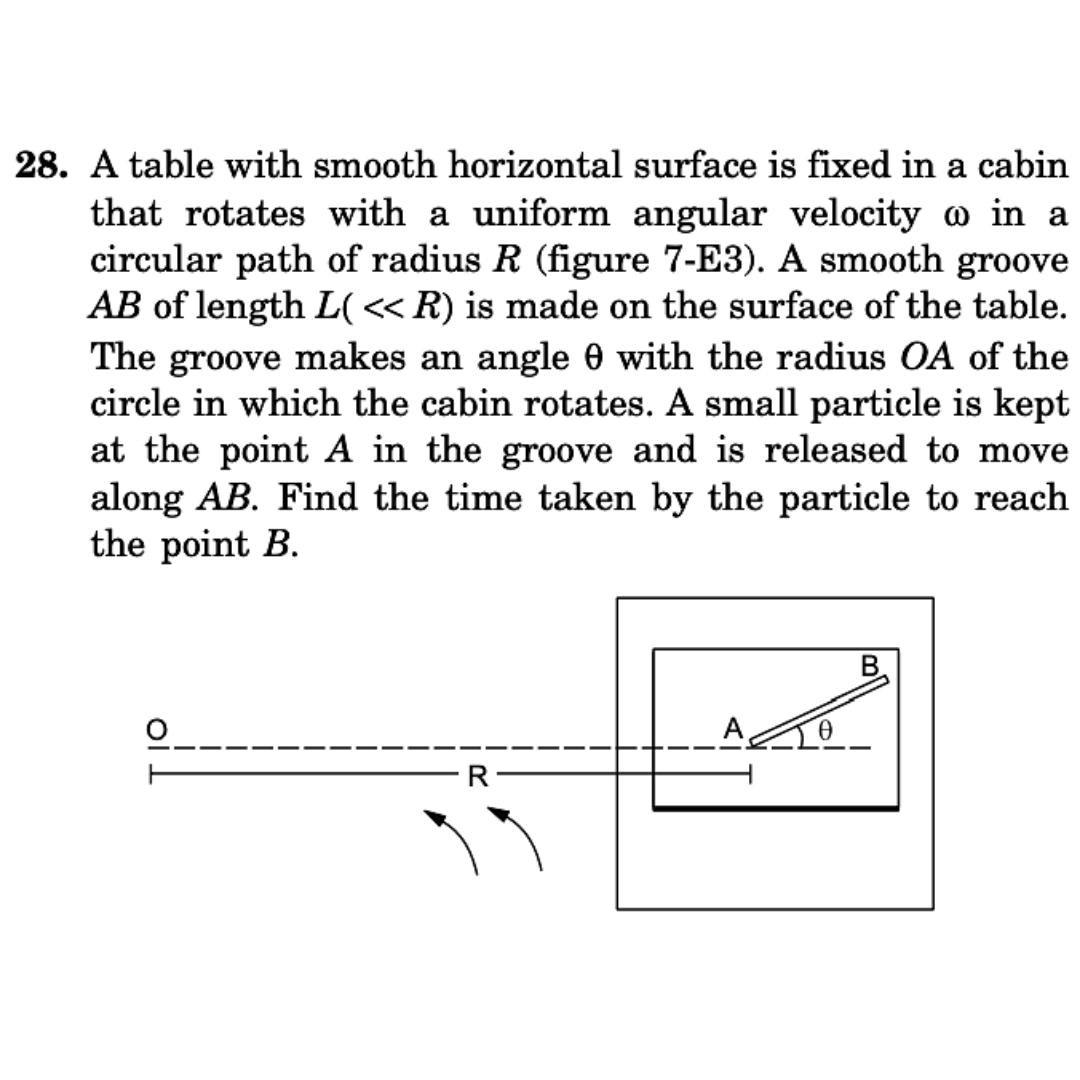 28. A table with smooth horizontal surface is fixed in a cabin
that rotates with a uniform angular velocity ω in a
circular path of radius R (figure 7-E3). A smooth groove
AB of length L( << R) is made on the surface of the table.
The groove makes an angle θ with the radius OA of the
circle in which the cabin rotates. A small particle is kept
at the point A in the groove and is released to move
along AB. Find the time taken by the particle to reach
the point B.
B
O
A
θ
R